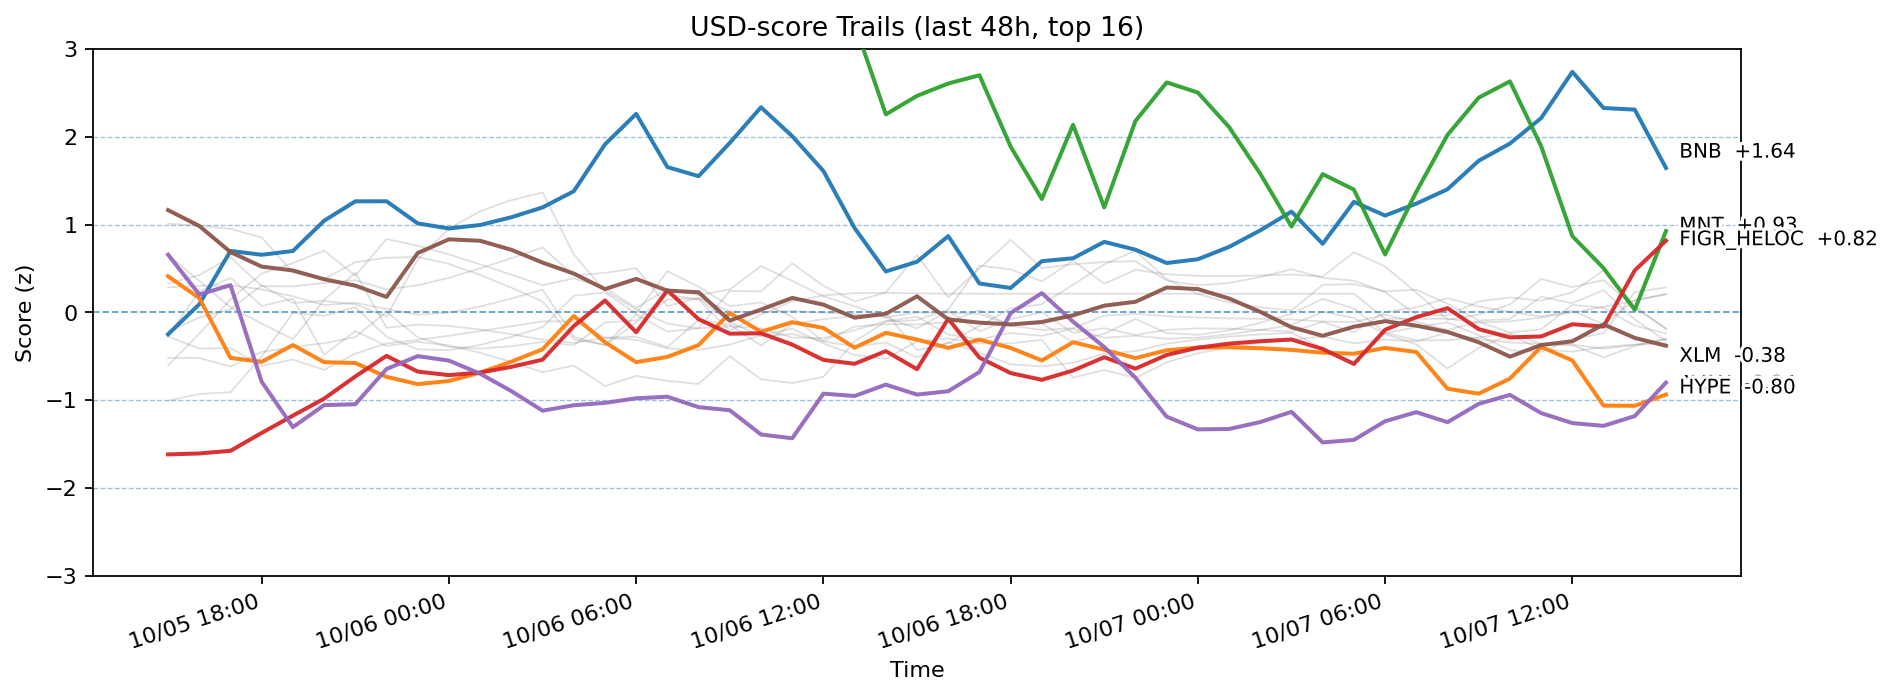 USD-score Trails (last 48h, top 16)
Score (z)
3
2
1
0
−1
−2
−3
BNB +1.64
MNT +0.93
FIGR_HELOC +0.82
XLM -0.38
HYPE -0.80
10/05 18:00
10/06 00:00
10/06 06:00
10/06 12:00
10/06 18:00
10/07 00:00
10/07 06:00
10/07 12:00
Time